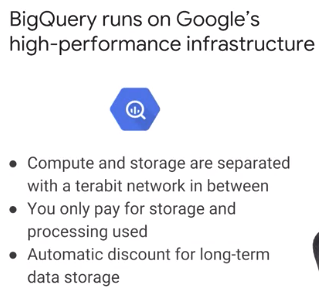 BigQuery runs on Google's
high-performance infrastructure
● Compute and storage are separated
with a terabit network in between
● You only pay for storage and
processing used
● Automatic discount for long-term
data storage